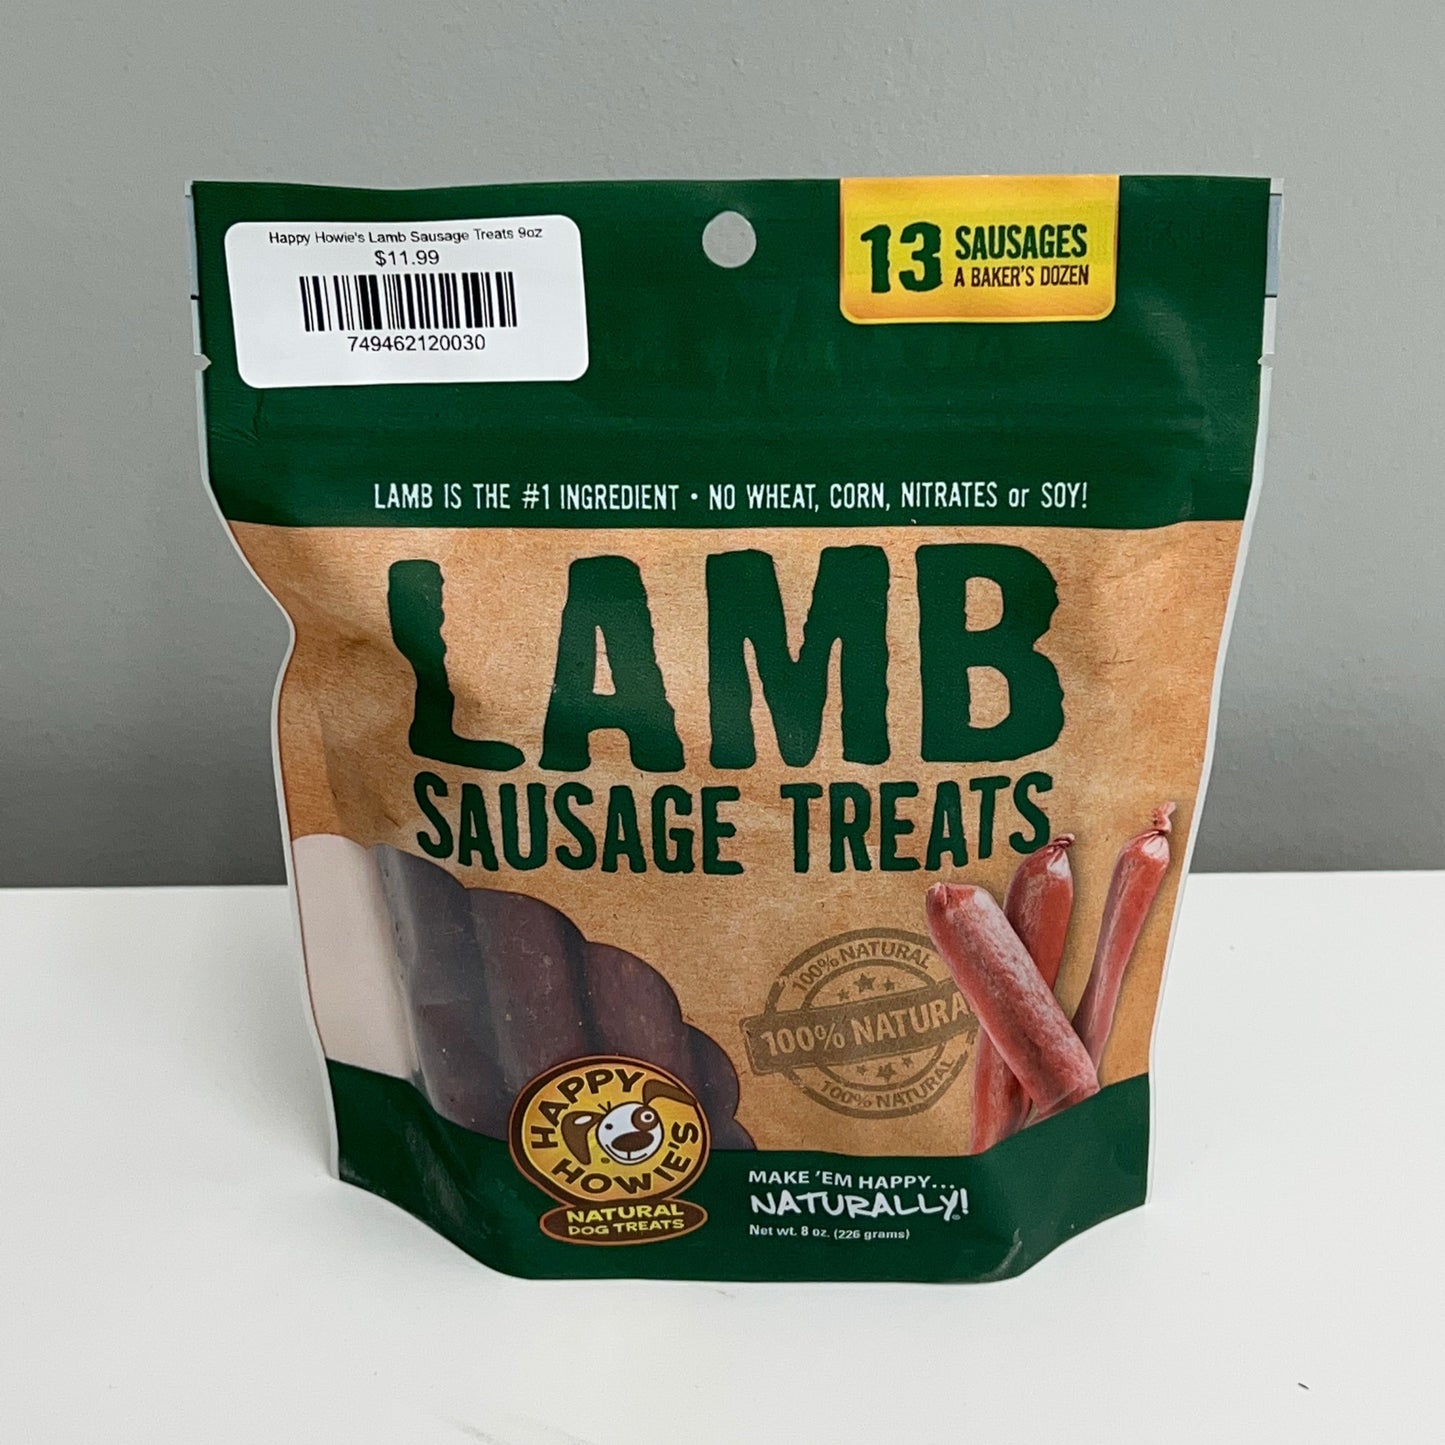 Happy Howie's Lamb Sausage Treats 9oz
$11.99
749462120030
13 SAUSAGES
A BAKER'S DOZEN
LAMB IS THE #1 INGREDIENT • NO WHEAT, CORN, NITRATES or SOY!
LAMB
SAUSAGE TREATS
100% NATURAL
100% NATURA
100% NATURAL
HAPPY
HOWIE'S
NATURAL
DOG TREATS
MAKE 'EM HAPPY...
NATURALLY!
Net wt. 8 oz. (226 grams)